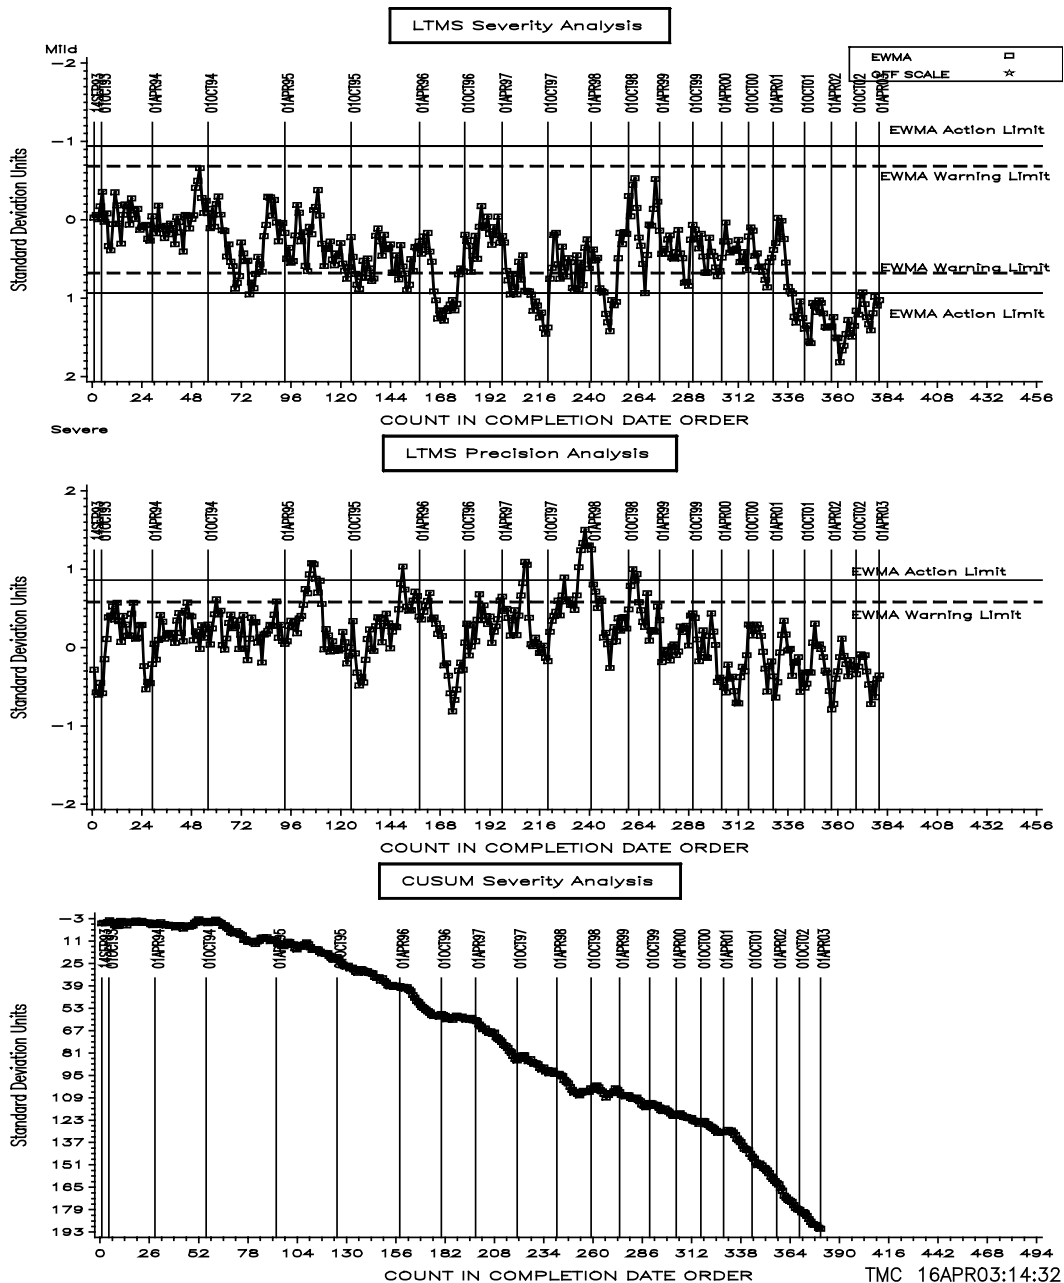 LTMS Severity Analysis
Mild
EWMA
OFF SCALE
-2
-1
0
1
2
Standard Deviation Units
01OCT93 01APR94 01OCT94 01APR95 01OCT95 01APR96 01OCT96 01APR97 01OCT97 01APR98 01OCT98 01APR99 01OCT99 01APR00 01OCT00 01APR01 01OCT01 01APR02 01OCT02 01APR03
EWMA Action Limit
EWMA Warning Limit
EWMA Warning Limit
EWMA Action Limit
0 24 48 72 96 120 144 168 192 216 240 264 288 312 336 360 384 408 432 456
COUNT IN COMPLETION DATE ORDER
Severe
LTMS Precision Analysis
2
1
0
-1
-2
Standard Deviation Units
01OCT93 01APR94 01OCT94 01APR95 01OCT95 01APR96 01OCT96 01APR97 01OCT97 01APR98 01OCT98 01APR99 01OCT99 01APR00 01OCT00 01APR01 01OCT01 01APR02 01OCT02 01APR03
EWMA Action Limit
EWMA Warning Limit
0 24 48 72 96 120 144 168 192 216 240 264 288 312 336 360 384 408 432 456
COUNT IN COMPLETION DATE ORDER
CUSUM Severity Analysis
-3
11
25
39
53
67
81
95
109
123
137
151
165
179
193
Standard Deviation Units
01OCT93 01APR94 01OCT94 01APR95 01OCT95 01APR96 01OCT96 01APR97 01OCT97 01APR98 01OCT98 01APR99 01OCT99 01APR00 01OCT00 01APR01 01OCT01 01APR02 01OCT02 01APR03
0 26 52 78 104 130 156 182 208 234 260 286 312 338 364 390 416 442 468 494
COUNT IN COMPLETION DATE ORDER
TMC 16APR03:14:32